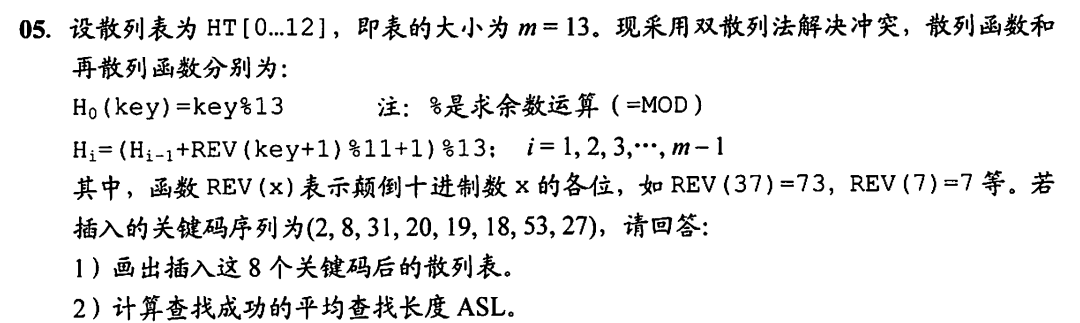 05. 设散列表为 HT[0…12]，即表的大小为 m = 13。现采用双散列法解决冲突，散列函数和
再散列函数分别为：
H₀(key)=key%13 注：%是求余数运算（=MOD）
Hᵢ=(Hᵢ₋₁+REV(key+1)%11+1)%13； i = 1, 2, 3,⋯, m – 1
其中，函数 REV(x)表示颠倒十进制数 x 的各位，如 REV(37)=73，REV(7)=7 等。若
插入的关键码序列为(2, 8, 31, 20, 19, 18, 53, 27)，请回答：
1）画出插入这 8 个关键码后的散列表。
2）计算查找成功的平均查找长度 ASL。